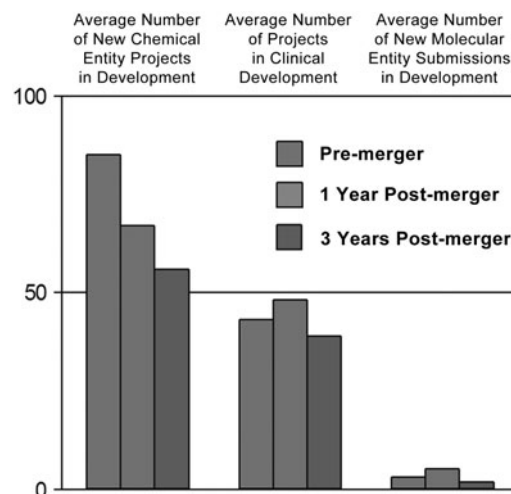 Average Number
of New Chemical
Entity Projects
in Development
Average Number
of Projects
in Clinical
Development
Average Number
of New Molecular
Entity Submissions
in Development
100
Pre-merger
1 Year Post-merger
3 Years Post-merger
50
0